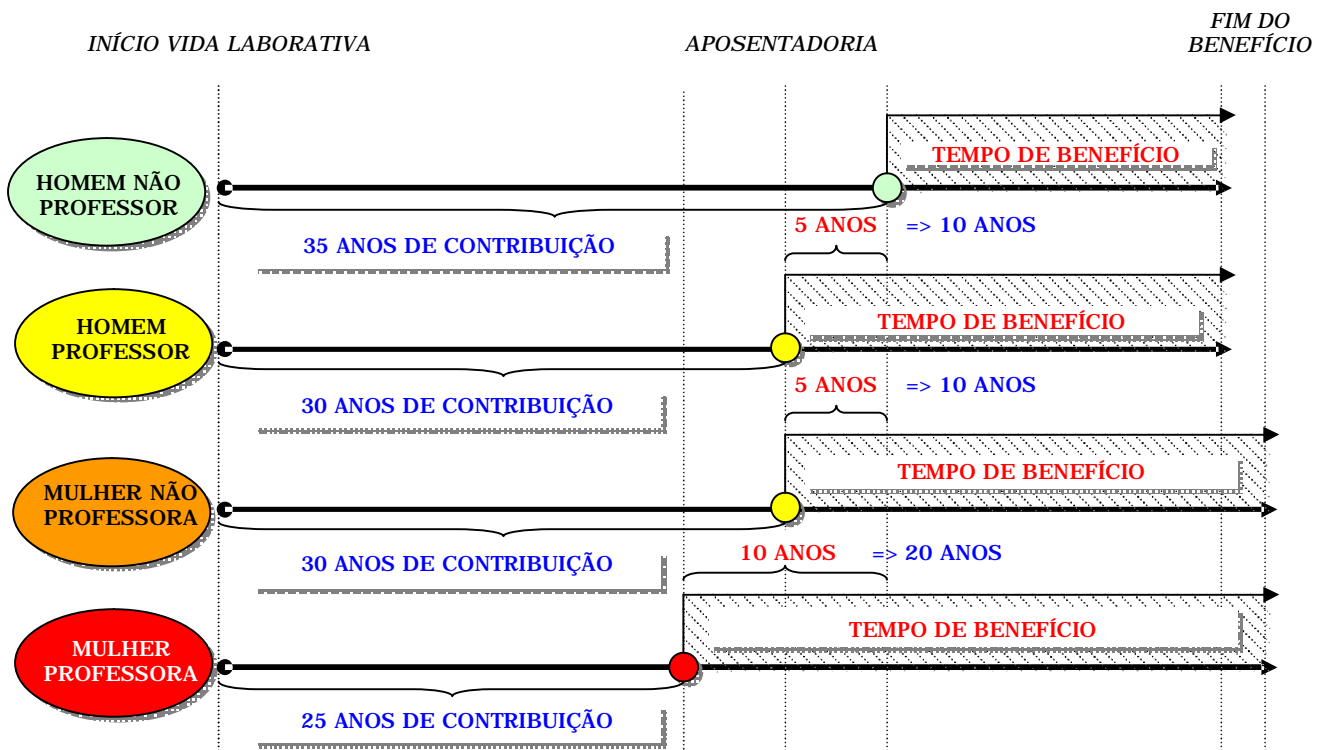 INÍCIO VIDA LABORATIVA
APOSENTADORIA
FIM DO
BENEFÍCIO
HOMEM NÃO
PROFESSOR
TEMPO DE BENEFÍCIO
35 ANOS DE CONTRIBUIÇÃO
5 ANOS => 10 ANOS
HOMEM
PROFESSOR
TEMPO DE BENEFÍCIO
30 ANOS DE CONTRIBUIÇÃO
5 ANOS => 10 ANOS
MULHER NÃO
PROFESSORA
TEMPO DE BENEFÍCIO
30 ANOS DE CONTRIBUIÇÃO
10 ANOS => 20 ANOS
MULHER
PROFESSORA
TEMPO DE BENEFÍCIO
25 ANOS DE CONTRIBUIÇÃO